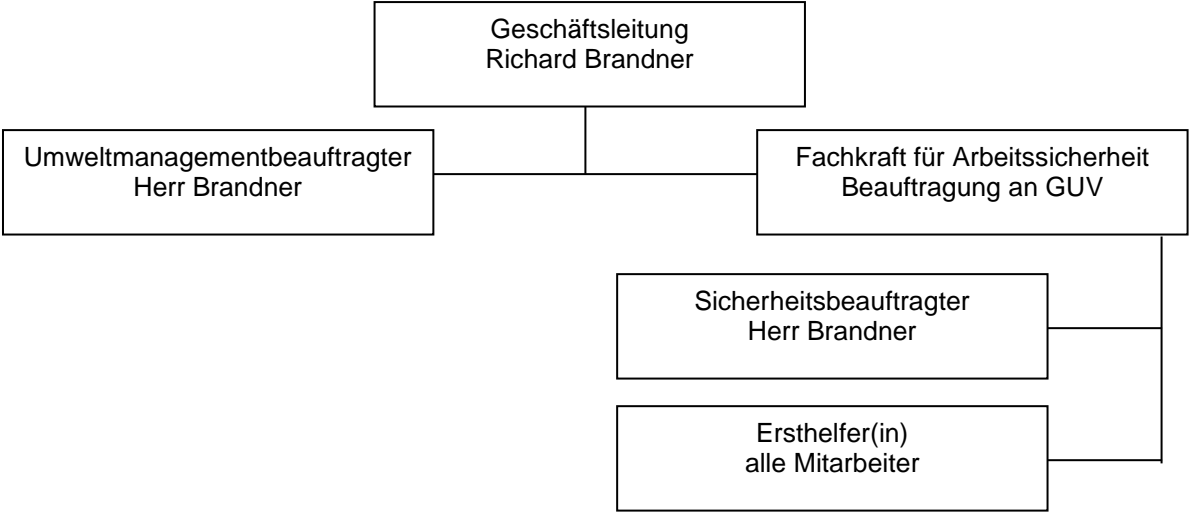 Geschäftsleitung
Richard Brandner
Umweltmanagementbeauftragter
Herr Brandner
Fachkraft für Arbeitssicherheit
Beauftragung an GUV
Sicherheitsbeauftragter
Herr Brandner
Ersthelfer(in)
alle Mitarbeiter